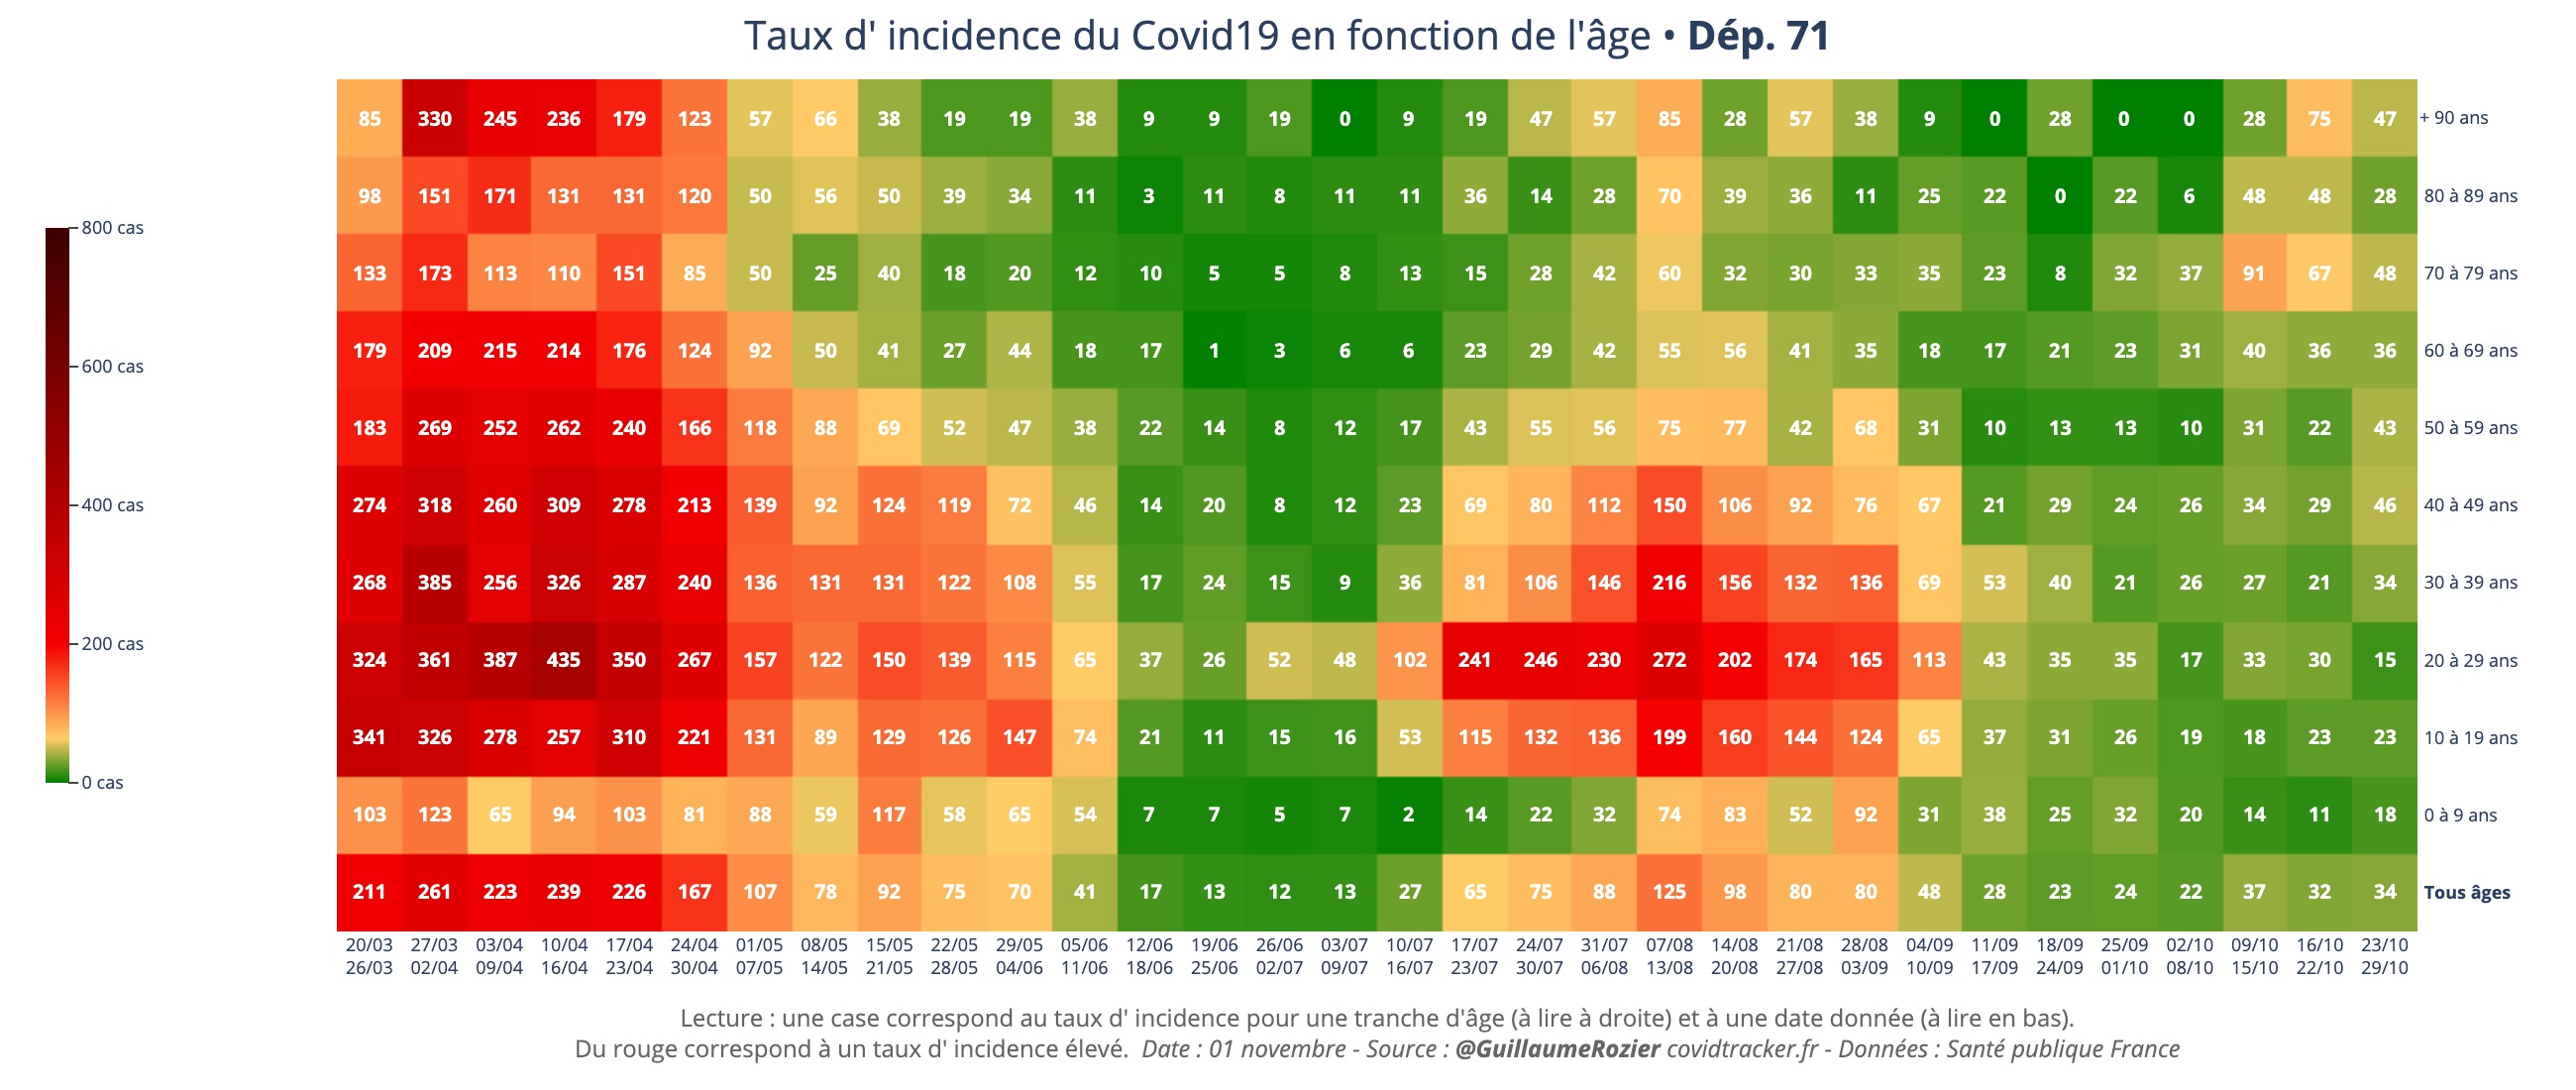 Taux d' incidence du Covid19 en fonction de l'âge • Dép. 71
85 330 245 236 179 123 57 66 38 19 19 38 9 9 19 0 9 19 47 57 85 28 57 38 9 0 28 0 0 28 75 47 + 90 ans
98 151 171 131 131 120 50 56 50 39 34 11 3 11 8 11 11 36 14 28 70 39 36 11 25 22 0 22 6 48 48 28 80 à 89 ans
800 cas
133 173 113 110 151 85 50 25 40 18 20 12 10 5 5 8 13 15 28 42 60 32 30 33 35 23 8 32 37 91 67 48 70 à 79 ans
179 209 215 214 176 124 92 50 41 27 44 18 17 1 3 6 6 23 29 42 55 56 41 35 18 17 21 23 31 40 36 36 60 à 69 ans
600 cas
183 269 252 262 240 166 118 88 69 52 47 38 22 14 8 12 17 43 55 56 75 77 42 68 31 10 13 13 10 31 22 43 50 à 59 ans
400 cas
274 318 260 309 278 213 139 92 124 119 72 46 14 20 8 12 23 69 80 112 150 106 92 76 67 21 29 24 26 34 29 46 40 à 49 ans
268 385 256 326 287 240 136 131 131 122 108 55 17 24 15 9 36 81 106 146 216 156 132 136 69 53 40 21 26 27 21 34 30 à 39 ans
200 cas
324 361 387 435 350 267 157 122 150 139 115 65 37 26 52 48 102 241 246 230 272 202 174 165 113 43 35 35 17 33 30 15 20 à 29 ans
341 326 278 257 310 221 131 89 129 126 147 74 21 11 15 16 53 115 132 136 199 160 144 124 65 37 31 26 19 18 23 23 10 à 19 ans
0 cas
103 123 65 94 103 81 88 59 117 58 65 54 7 7 5 7 2 14 22 32 74 83 52 92 31 38 25 32 20 14 11 18 0 à 9 ans
211 261 223 239 226 167 107 78 92 75 70 41 17 13 12 13 27 65 75 88 125 98 80 80 48 28 23 24 22 37 32 34 Tous âges
20/03 27/03 03/04 10/04 17/04 24/04 01/05 08/05 15/05 22/05 29/05 05/06 12/06 19/06 26/06 03/07 10/07 17/07 24/07 31/07 07/08 14/08 21/08 28/08 04/09 11/09 18/09 25/09 02/10 09/10 16/10 23/10
26/03 02/04 09/04 16/04 23/04 30/04 07/05 14/05 21/05 28/05 04/06 11/06 18/06 25/06 02/07 09/07 16/07 23/07 30/07 06/08 13/08 20/08 27/08 03/09 10/09 17/09 24/09 01/10 08/10 15/10 22/10 29/10
Lecture : une case correspond au taux d' incidence pour une tranche d'âge (à lire à droite) et à une date donnée (à lire en bas).
Du rouge correspond à un taux d' incidence élevé. Date : 01 novembre - Source : @GuillaumeRozier covidtracker.fr - Données : Santé publique France